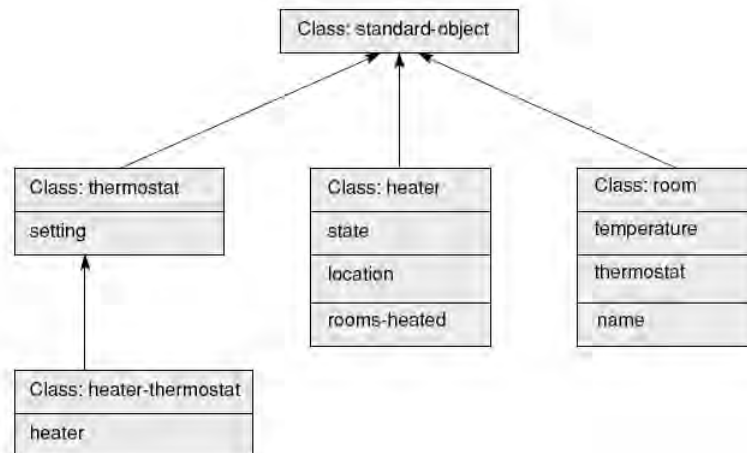 Class: standard-object
Class: thermostat
setting
Class: heater
state
location
rooms-heated
Class: room
temperature
thermostat
name
Class: heater-thermostat
heater